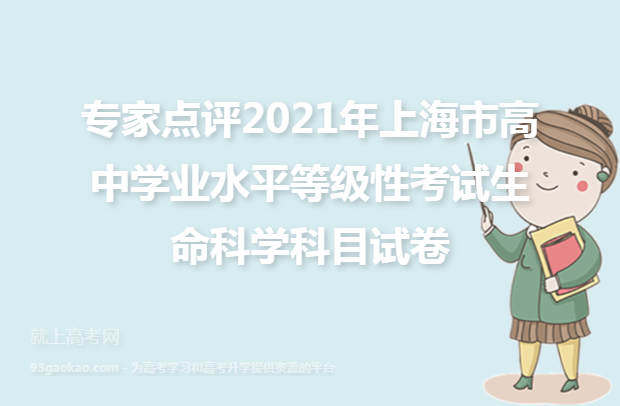 专家点评2021年上海市高
中学业水平等级性考试生
命科学科目试卷
就上高考网
93gaokao.com - 为高考学习和高考升学提供资源的平台